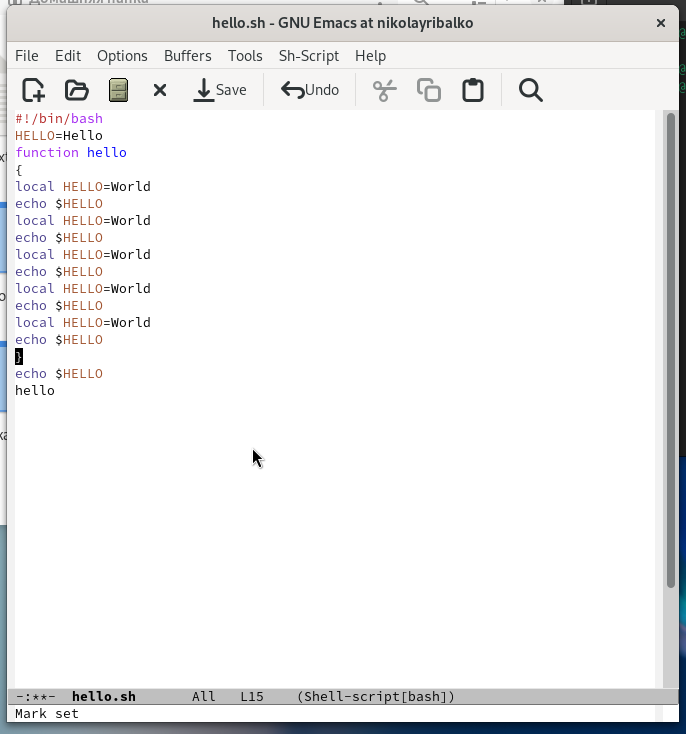 Домашняя папка
hello.sh - GNU Emacs at nikolayribalko
File Edit Options Buffers Tools Sh-Script Help
Save Undo
#!/bin/bash
HELLO=Hello
function hello
{
local HELLO=World
echo $HELLO
local HELLO=World
echo $HELLO
local HELLO=World
echo $HELLO
local HELLO=World
echo $HELLO
local HELLO=World
echo $HELLO
}
echo $HELLO
hello
-:**- hello.sh All L15 (Shell-script[bash])
Mark set